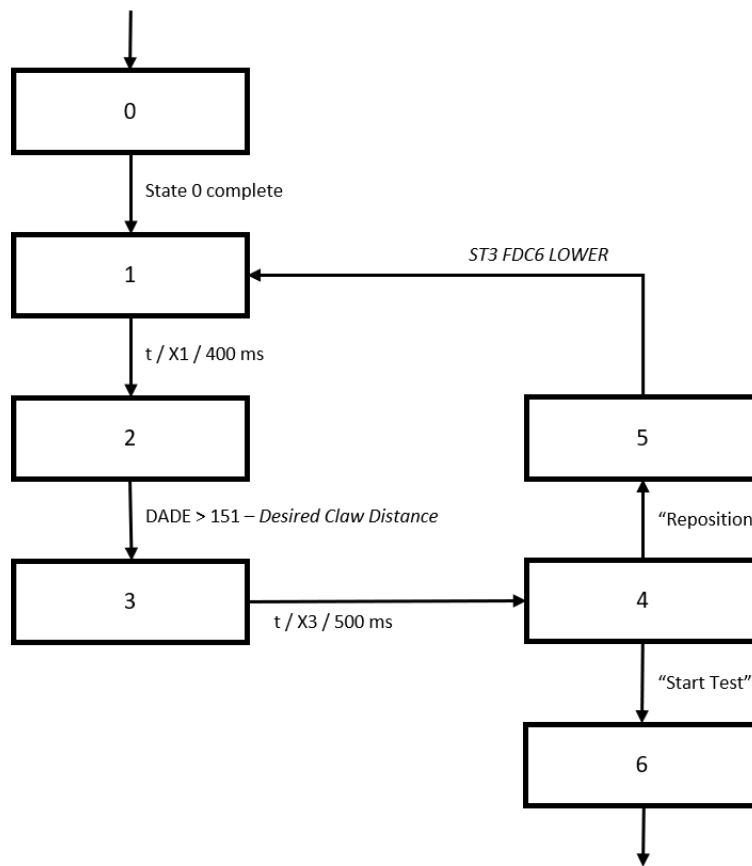 0
State 0 complete
1
ST3 FDC6 LOWER
t / X1 / 400 ms
2
5
DADE > 151 – Desired Claw Distance
"Reposition
3
4
t / X3 / 500 ms
“Start Test”
6